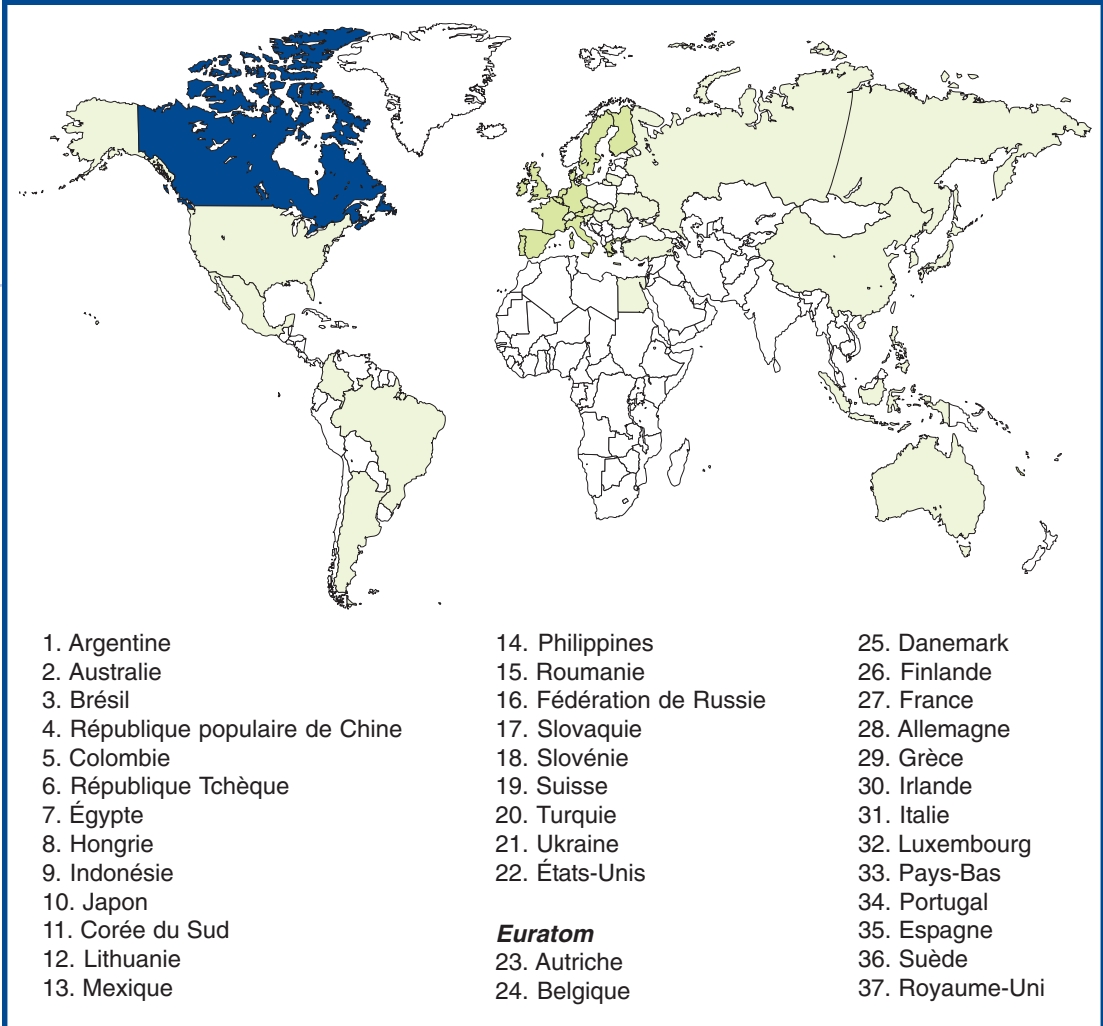 1. Argentine
2. Australie
3. Brésil
4. République populaire de Chine
5. Colombie
6. République Tchèque
7. Égypte
8. Hongrie
9. Indonésie
10. Japon
11. Corée du Sud
12. Lithuanie
13. Mexique
14. Philippines
15. Roumanie
16. Fédération de Russie
17. Slovaquie
18. Slovénie
19. Suisse
20. Turquie
21. Ukraine
22. États-Unis
Euratom
23. Autriche
24. Belgique
25. Danemark
26. Finlande
27. France
28. Allemagne
29. Grèce
30. Irlande
31. Italie
32. Luxembourg
33. Pays-Bas
34. Portugal
35. Espagne
36. Suède
37. Royaume-Uni